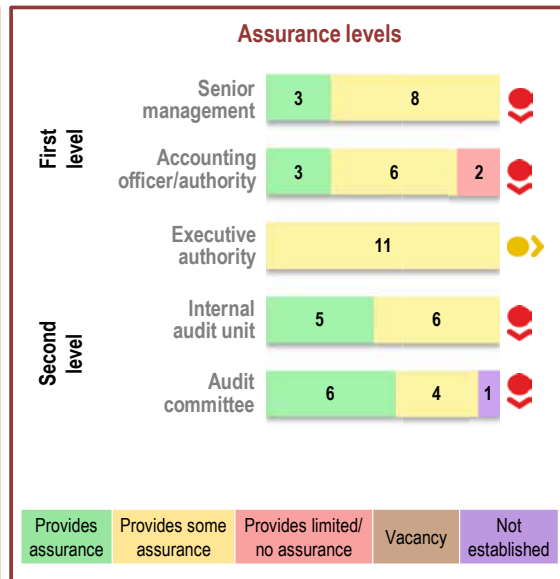 Assurance levels
First
level
Senior
management
3 8
Accounting
officer/authority
3 6 2
Executive
authority
11
Second
level
Internal
audit unit
5 6
Audit
committee
6 4 1
Provides
assurance
Provides some
assurance
Provides limited/
no assurance
Vacancy
Not
established